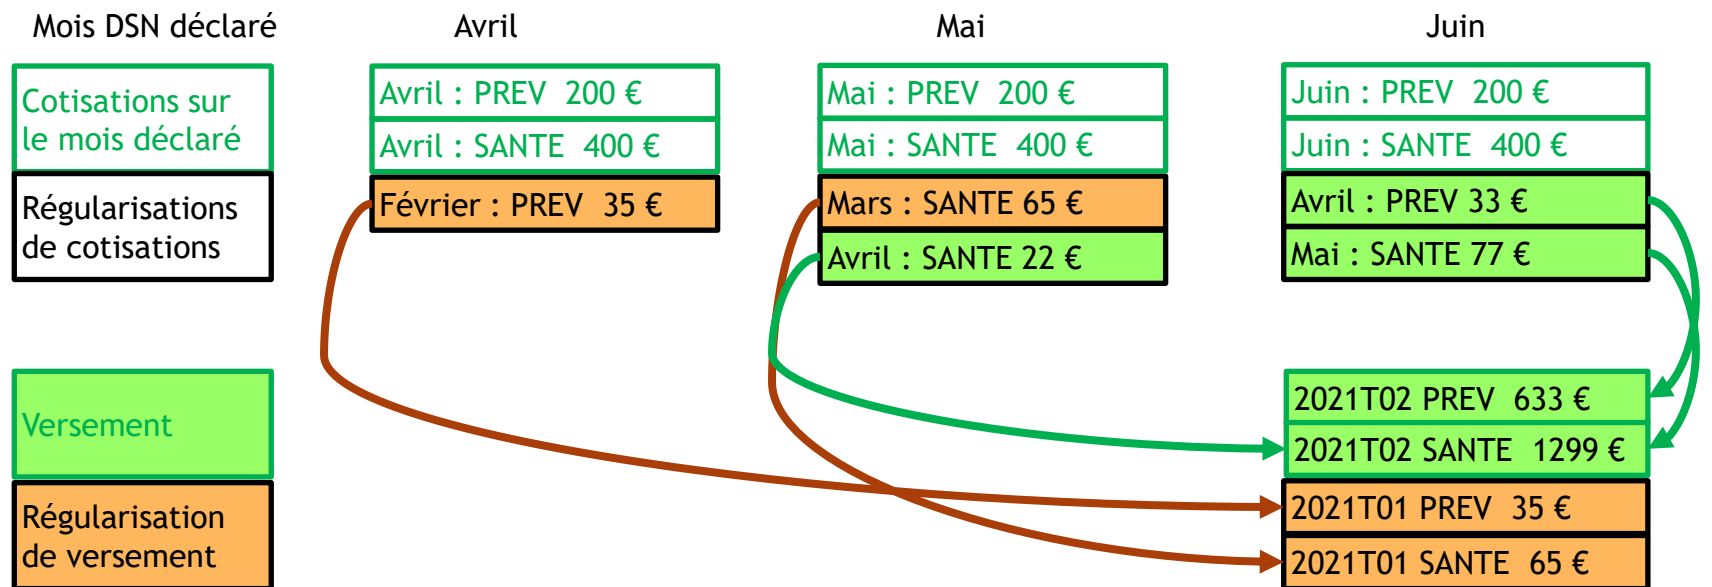 Mois DSN déclaré
Avril
Mai
Juin
Cotisations sur
le mois déclaré
Avril : PREV 200 €
Mai : PREV 200 €
Juin : PREV 200 €
Avril : SANTE 400 €
Mai : SANTE 400 €
Juin : SANTE 400 €
Régularisations
de cotisations
Février : PREV 35 €
Mars : SANTE 65 €
Avril : PREV 33 €
Avril : SANTE 22 €
Mai : SANTE 77 €
Versement
2021T02 PREV 633 €
2021T02 SANTE 1299 €
Régularisation
de versement
2021T01 PREV 35 €
2021T01 SANTE 65 €